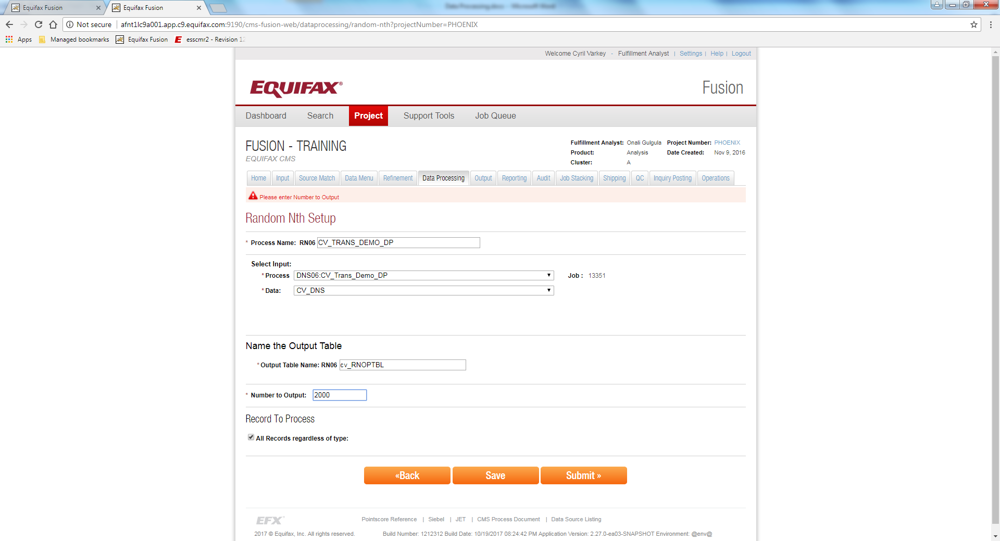 Equifax Fusion
Equifax Fusion
Data Processing.docx - Microsoft Word
Not secure
afnt1lc9a001.app.c9.equifax.com:9190/cms-fusion-web/dataprocessing/random-nth?projectNumber=PHOENIX
Apps Managed bookmarks Equifax Fusion esscmr2 - Revision 12
Welcome Cyril Varkey - Fulfillment Analyst | Settings | Help | Logout
EQUIFAX®
Fusion
Dashboard Search Project Support Tools Job Queue
FUSION - TRAINING
EQUIFAX CMS
Fulfillment Analyst: Onali Gulgula Project Number: PHOENIX
Product: Analysis Date Created: Nov 9, 2016
Cluster: A
Home Input Source Match Data Menu Refinement Data Processing Output Reporting Audit Job Stacking Shipping QC Inquiry Posting Operations
Please enter Number to Output
Random Nth Setup
* Process Name: RN06 CV_TRANS_DEMO_DP
Select Input:
* Process DNS06:CV_Trans_Demo_DP Job : 13351
* Data: CV_DNS
Name the Output Table
* Output Table Name: RN06 cv_RNOPTBL
* Number to Output: 2000
Record To Process
All Records regardless of type:
«Back Save Submit »
EFX®
Pointscore Reference | Siebel | JET | CMS Process Document | Data Source Listing
2017 © Equifax, Inc. All rights reserved. Build Number: 1212312 Build Date: 10/19/2017 08:24:42 PM Application Version: 2.27.0-ea03-SNAPSHOT Environment: @env@